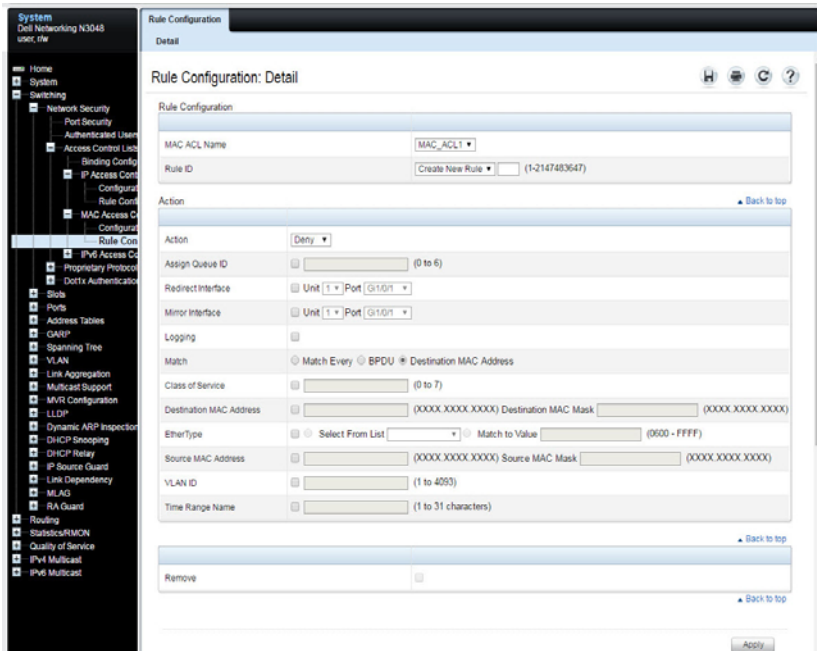 System
Dell Networking N3048
user, r/w
Home
System
Switching
Network Security
Port Security
Authenticated Users
Access Control Lists
Binding Config
IP Access Cont
Configurat
Rule Conf
MAC Access C
Configurat
Rule Con
IPv6 Access Co
Proprietary Protocol
Dot1x Authentication
Slots
Ports
Address Tables
GARP
Spanning Tree
VLAN
Link Aggregation
Multicast Support
MVR Configuration
LLDP
Dynamic ARP Inspection
DHCP Snooping
DHCP Relay
IP Source Guard
Link Dependency
MLAG
RA Guard
Routing
Statistics/RMON
Quality of Service
IPv4 Multicast
IPv6 Multicast
Rule Configuration
Detail
Rule Configuration: Detail
Rule Configuration
MAC ACL Name MAC_ACL1
Rule ID Create New Rule (1-2147483647)
Action Back to top
Action Deny
Assign Queue ID (0 to 6)
Redirect Interface Unit 1 Port Gi1/0/1
Mirror Interface Unit 1 Port Gi1/0/1
Logging
Match Match Every BPDU Destination MAC Address
Class of Service (0 to 7)
Destination MAC Address (XXXX.XXXX.XXXX) Destination MAC Mask (XXXX.XXXX.XXXX)
EtherType Select From List Match to Value (0600 - FFFF)
Source MAC Address (XXXX.XXXX.XXXX) Source MAC Mask (XXXX.XXXX.XXXX)
VLAN ID (1 to 4093)
Time Range Name (1 to 31 characters)
Back to top
Remove
Back to top
Apply